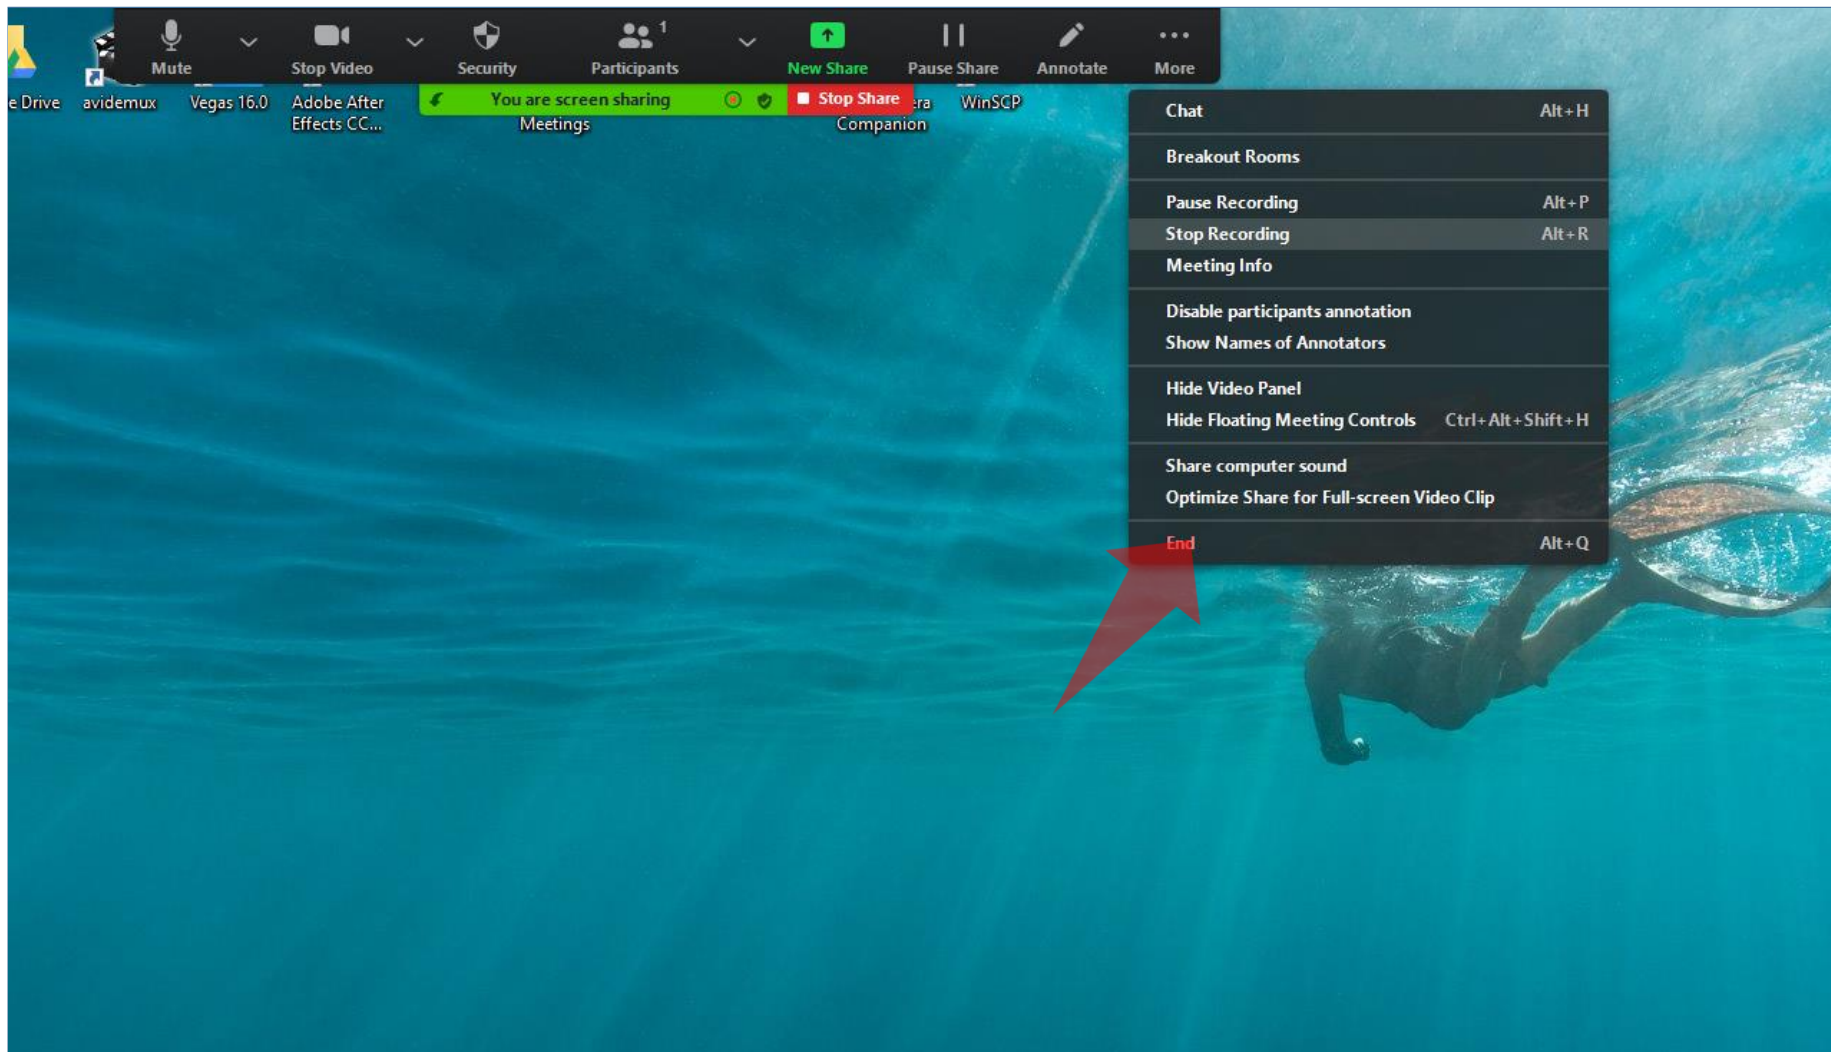 Mute
Stop Video
Security
Participants
1
New Share
Pause Share
Annotate
More
You are screen sharing
Stop Share
e Drive
avidemux
Vegas 16.0
Adobe After
Effects CC...
Meetings
era
Companion
WinSCP
Chat Alt+H
Breakout Rooms
Pause Recording Alt+P
Stop Recording Alt+R
Meeting Info
Disable participants annotation
Show Names of Annotators
Hide Video Panel
Hide Floating Meeting Controls Ctrl+Alt+Shift+H
Share computer sound
Optimize Share for Full-screen Video Clip
End Alt+Q